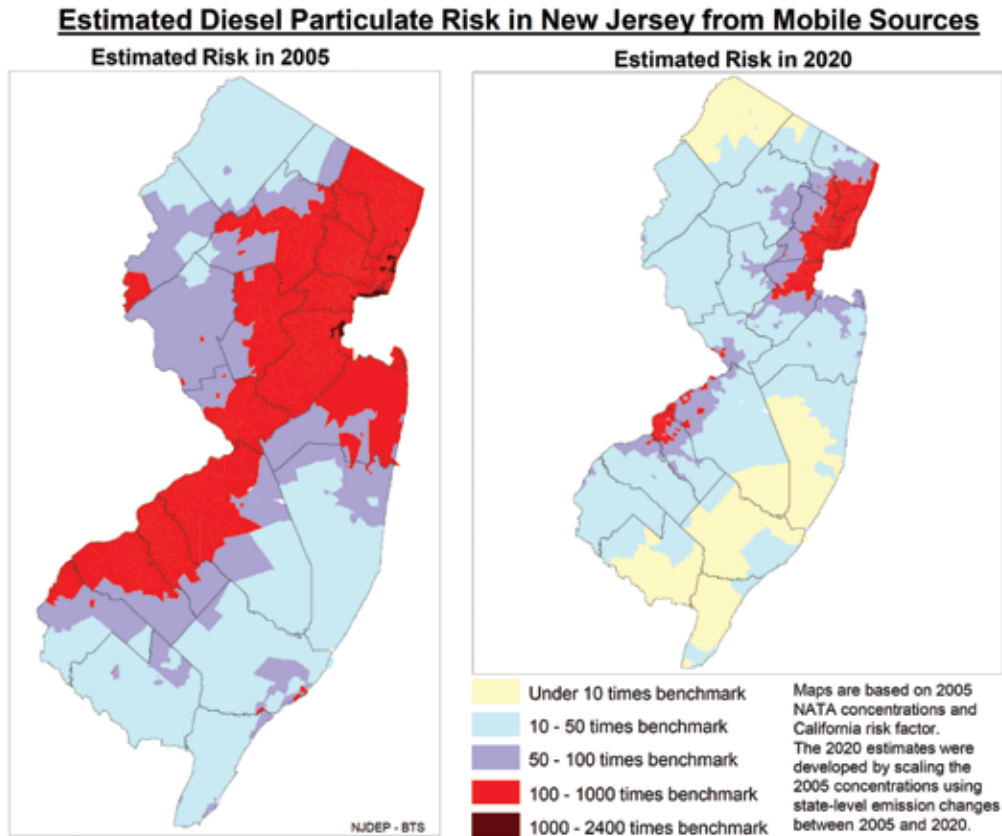 Estimated Diesel Particulate Risk in New Jersey from Mobile Sources
Estimated Risk in 2005
Estimated Risk in 2020
NJDEP - BTS
Under 10 times benchmark
10 - 50 times benchmark
50 - 100 times benchmark
100 - 1000 times benchmark
1000 - 2400 times benchmark
Maps are based on 2005
NATA concentrations and
California risk factor.
The 2020 estimates were
developed by scaling the
2005 concentrations using
state-level emission changes
between 2005 and 2020.